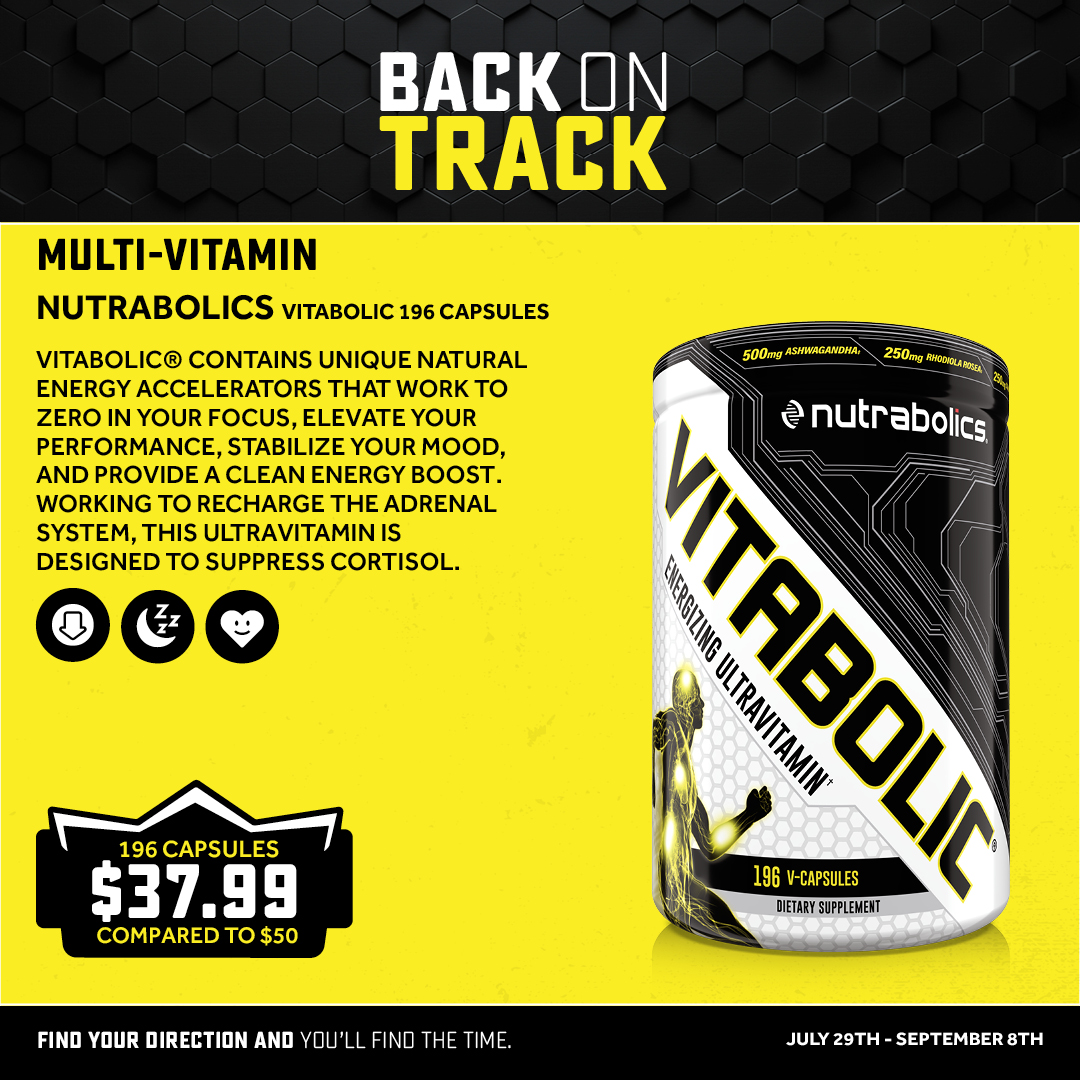 BACK ON
TRACK
MULTI-VITAMIN
NUTRABOLICS VITABOLIC 196 CAPSULES
VITABOLIC® CONTAINS UNIQUE NATURAL
ENERGY ACCELERATORS THAT WORK TO
ZERO IN YOUR FOCUS, ELEVATE YOUR
PERFORMANCE, STABILIZE YOUR MOOD,
AND PROVIDE A CLEAN ENERGY BOOST.
WORKING TO RECHARGE THE ADRENAL
SYSTEM, THIS ULTRAVITAMIN IS
DESIGNED TO SUPPRESS CORTISOL.
Z Z Z
500mg ASHWAGANDHA‡ 250mg RHODIOLA ROSEA‡
nutrabolics®
VITABOLIC®
ENERGIZING ULTRAVITAMIN†
196 V-CAPSULES
DIETARY SUPPLEMENT
196 CAPSULES
$37.99
COMPARED TO $50
FIND YOUR DIRECTION AND YOU'LL FIND THE TIME.
JULY 29TH - SEPTEMBER 8TH